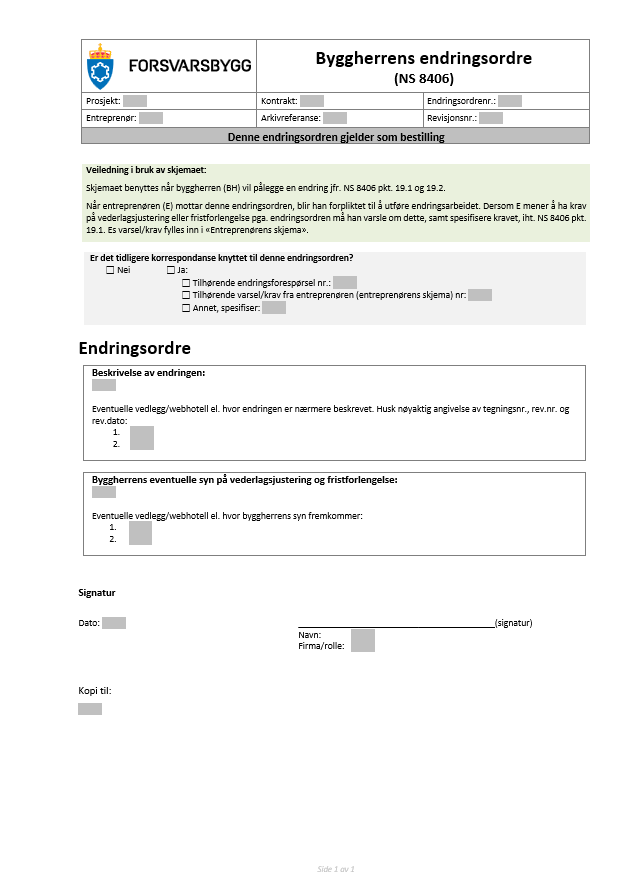 FORSVARSBYGG
Byggherrens endringsordre
(NS 8406)
Prosjekt:
Kontrakt:
Endringsordrenr.:
Entreprenør:
Arkivreferanse:
Revisjonsnr.:
Denne endringsordren gjelder som bestilling
Veiledning i bruk av skjemaet:
Skjemaet benyttes når byggherren (BH) vil pålegge en endring jfr. NS 8406 pkt. 19.1 og 19.2.
Når entreprenøren (E) mottar denne endringsordren, blir han forpliktet til å utføre endringsarbeidet. Dersom E mener å ha krav
på vederlagsjustering eller fristforlengelse pga. endringsordren må han varsle om dette, samt spesifisere kravet, iht. NS 8406 pkt.
19.1. Es varsel/krav fylles inn i «Entreprenørens skjema».
Er det tidligere korrespondanse knyttet til denne endringsordren?
☐ Nei ☐ Ja:
☐ Tilhørende endringsforespørsel nr.:
☐ Tilhørende varsel/krav fra entreprenøren (entreprenørens skjema) nr:
☐ Annet, spesifiser:
Endringsordre
Beskrivelse av endringen:
Eventuelle vedlegg/webhotell el. hvor endringen er nærmere beskrevet. Husk nøyaktig angivelse av tegningsnr., rev.nr. og
rev.dato:
1.
2.
Byggherrens eventuelle syn på vederlagsjustering og fristforlengelse:
Eventuelle vedlegg/webhotell el. hvor byggherrens syn fremkommer:
1.
2.
Signatur
Dato:
(signatur)
Navn:
Firma/rolle:
Kopi til:
Side 1 av 1